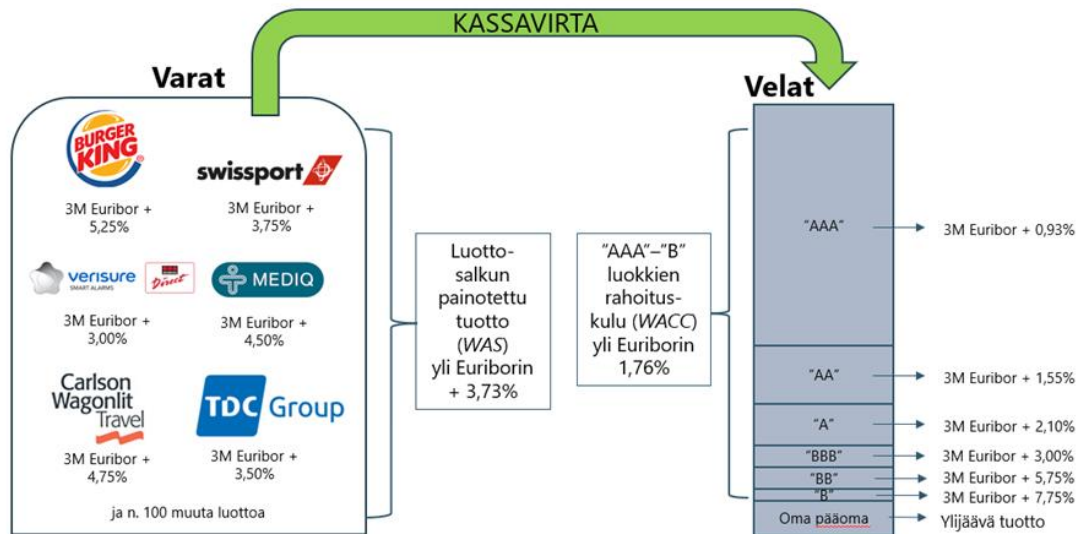 KASSAVIRTA
Varat
BURGER
KING
3M Euribor +
5,25%
swissport
3M Euribor +
3,75%
verisure
SMART ALARMS
Direct
3M Euribor +
3,00%
MEDIQ
3M Euribor +
4,50%
Carlson
Wagonlit
Travel
3M Euribor +
4,75%
TDC Group
3M Euribor +
3,50%
ja n. 100 muuta luottoa
Luotto-
salkun
painotettu
tuotto
(WAS)
yli Euriborin
+ 3,73%
"AAA"–"B"
luokkien
rahoitus-
kulu (WACC)
yli Euriborin
1,76%
Velat
"AAA" 3M Euribor + 0,93%
"AA" 3M Euribor + 1,55%
"A" 3M Euribor + 2,10%
"BBB" 3M Euribor + 3,00%
"BB" 3M Euribor + 5,75%
"B" 3M Euribor + 7,75%
Oma pääoma Ylijäävä tuotto